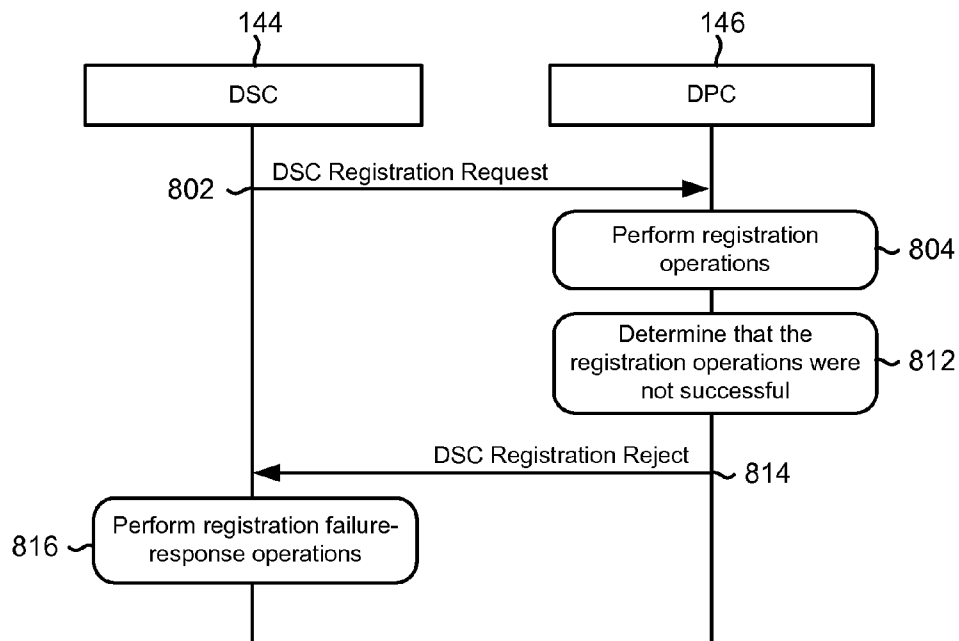 144
146
DSC
DPC
DSC Registration Request
802
Perform registration
operations
804
Determine that the
registration operations were
not successful
812
DSC Registration Reject
814
Perform registration failure-
response operations
816